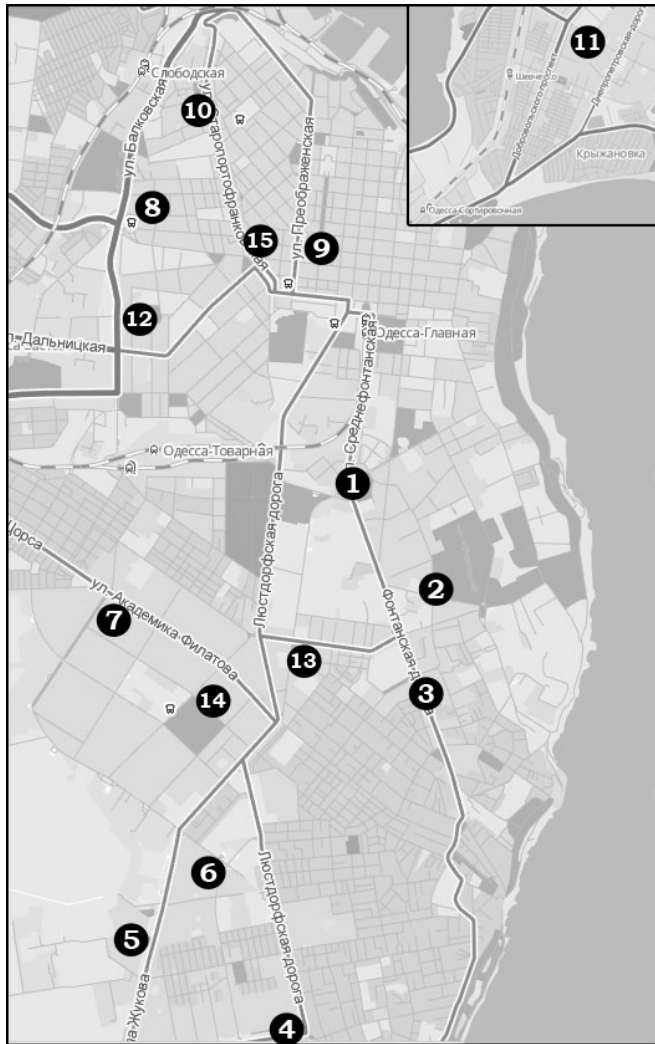 11
Шевченко
Добровольского проспект
Днепропетровская дорога
Крыжановка
Одесса-Сортировочная
Слободская
10
ул. Балковская
ул. Старопортофранковская
ул. Преображенская
8
15
9
12
Одесса-Главная
л. Дальницкая
ул. Среднефонтанская
Одесса-Товарная
1
Люстдорфская дорога
Щорса
2
ул. Академика Филатова
7
Фонтанская дорога
13
14
3
6
Люстдорфская дорога
5
ва-Жукова
4